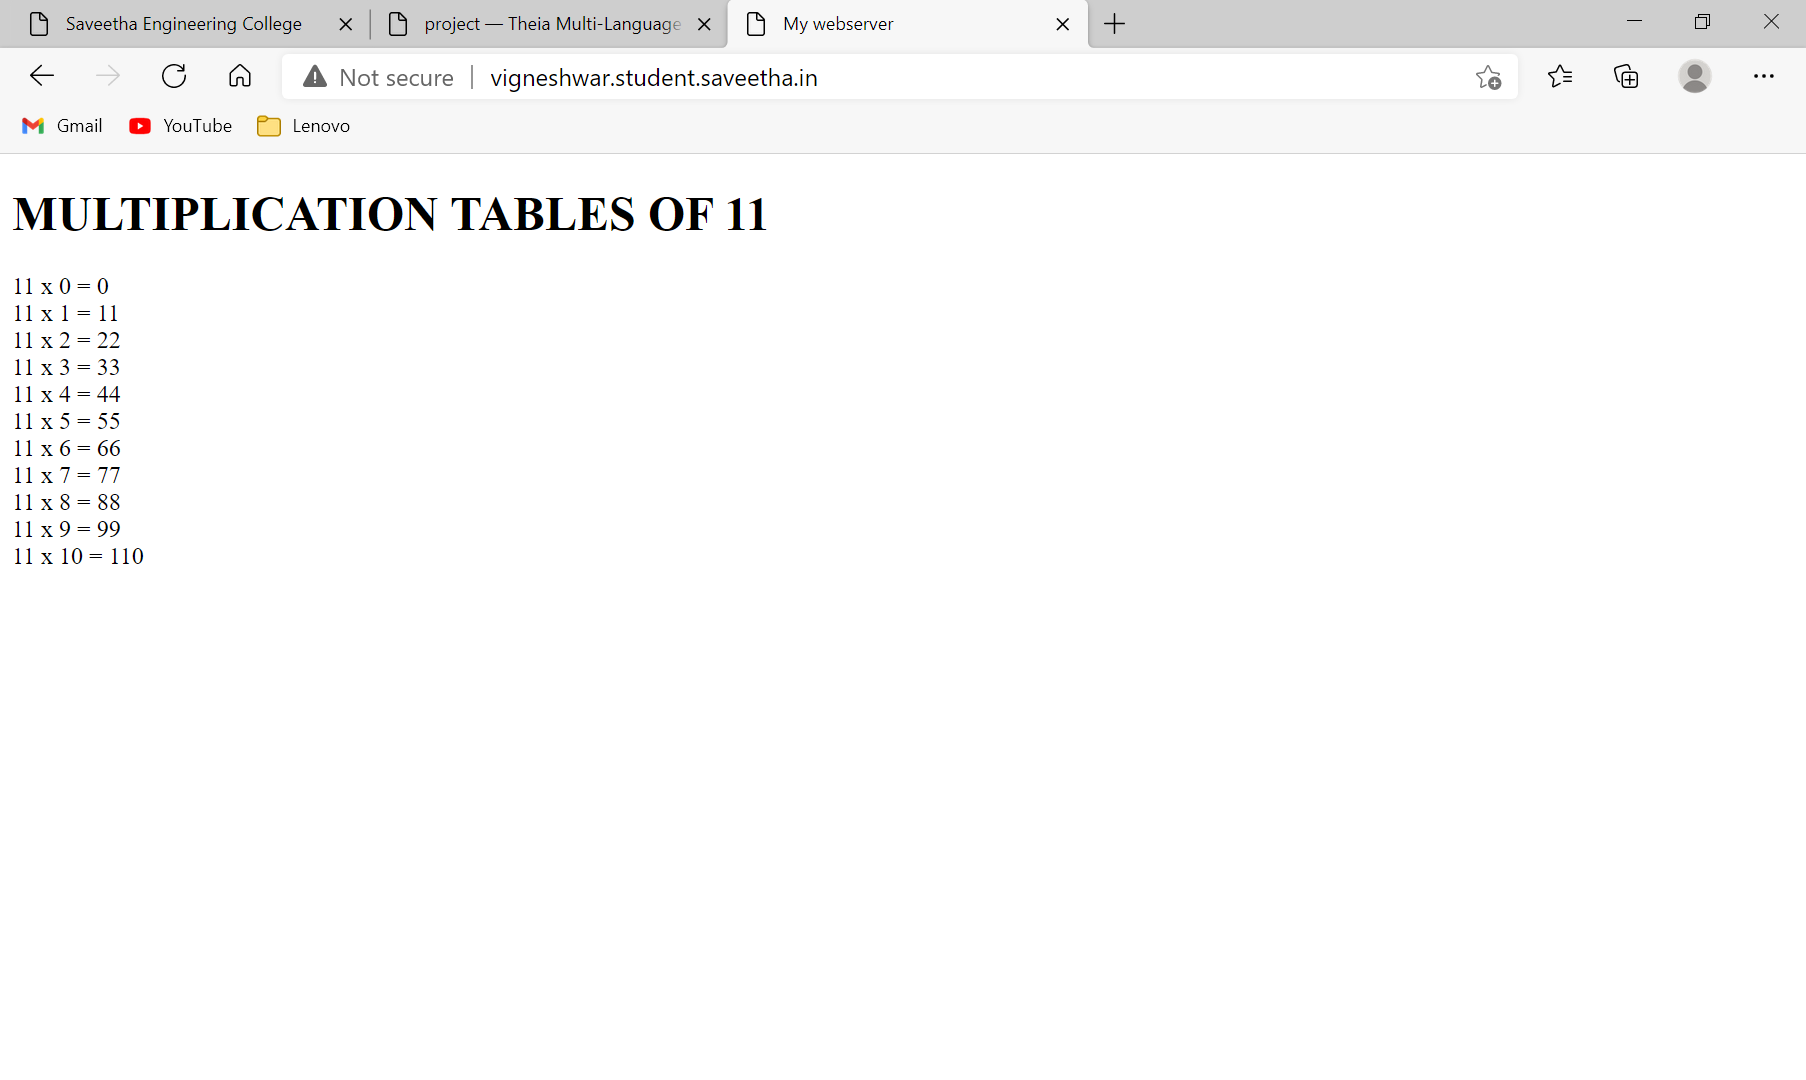 Saveetha Engineering College
project — Theia Multi-Language
My webserver
Not secure
vigneshwar.student.saveetha.in
Gmail
YouTube
Lenovo
MULTIPLICATION TABLES OF 11
11 x 0 = 0
11 x 1 = 11
11 x 2 = 22
11 x 3 = 33
11 x 4 = 44
11 x 5 = 55
11 x 6 = 66
11 x 7 = 77
11 x 8 = 88
11 x 9 = 99
11 x 10 = 110